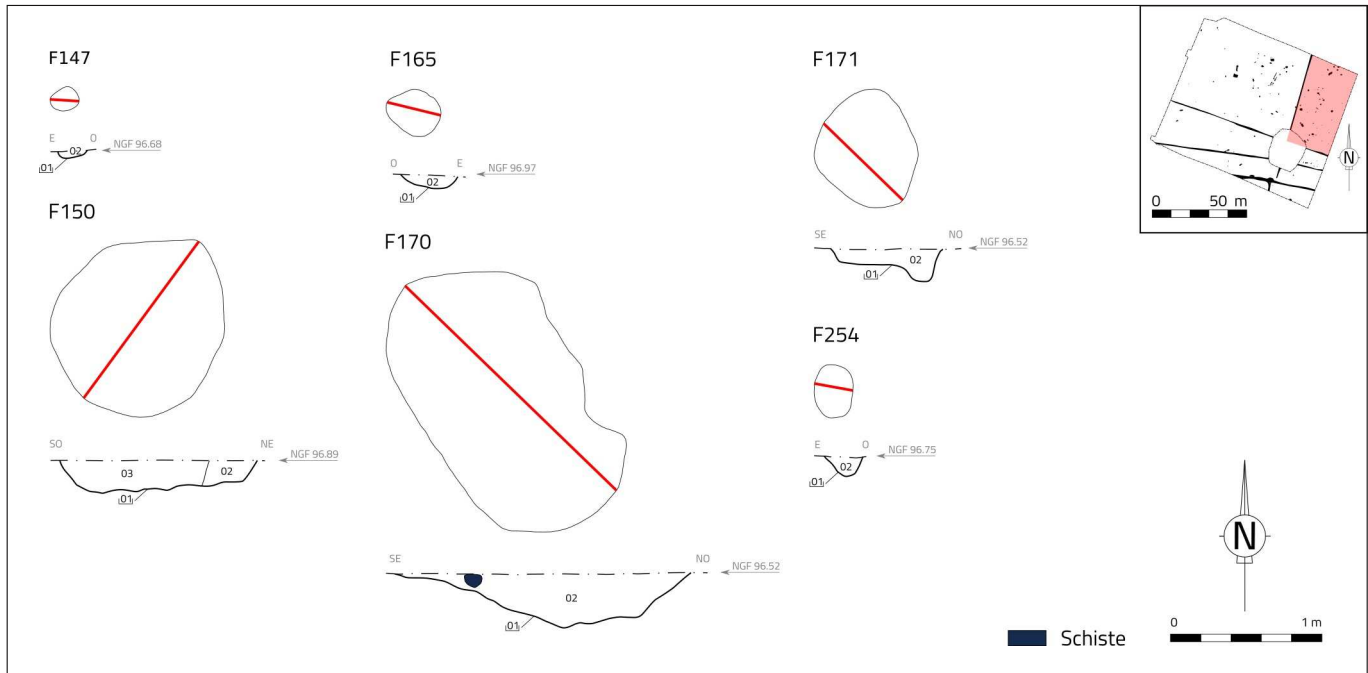 F147
E
O
02
NGF 96.68
01
F150
SO
NE
NGF 96.89
03
02
01
F165
O
E
NGF 96.97
02
01
F170
SE
NO
NGF 96.52
02
01
F171
SE
NO
NGF 96.52
02
01
F254
E
O
NGF 96.75
02
01
N
0 50 m
N
Schiste
0 1 m